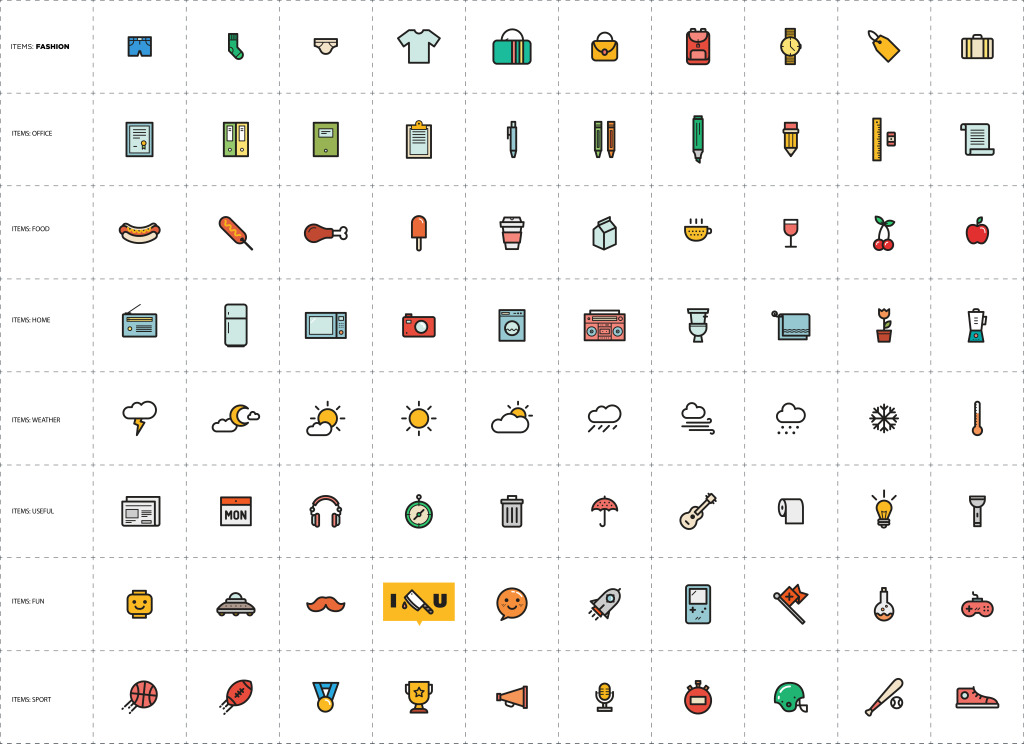 ITEMS: FASHION
ITEMS: OFFICE
ITEMS: FOOD
ITEMS: HOME
ITEMS: WEATHER
ITEMS: USEFUL
MON
ITEMS: FUN
I U
ITEMS: SPORT